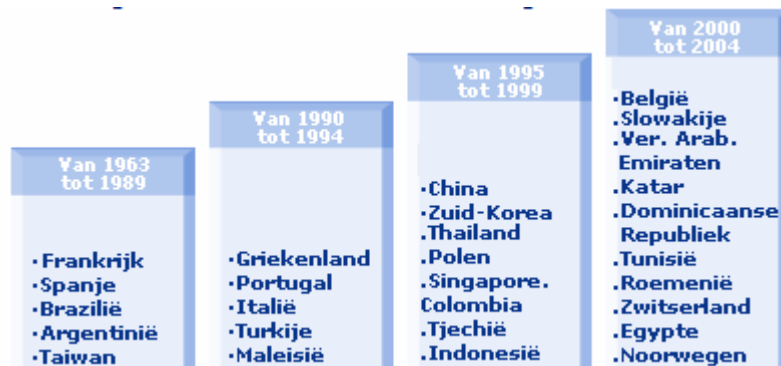 Van 1963
tot 1989
·Frankrijk
·Spanje
·Brazilië
·Argentinië
·Taiwan
Van 1990
tot 1994
·Griekenland
·Portugal
·Italië
·Turkije
·Maleisië
Van 1995
tot 1999
·China
·Zuid-Korea
.Thailand
.Polen
.Singapore.
Colombia
.Tjechië
.Indonesië
Van 2000
tot 2004
·België
.Slowakije
.Ver. Arab.
Emiraten
.Katar
.Dominicaanse
Republiek
.Tunisië
.Roemenië
.Zwitserland
.Egypte
.Noorwegen